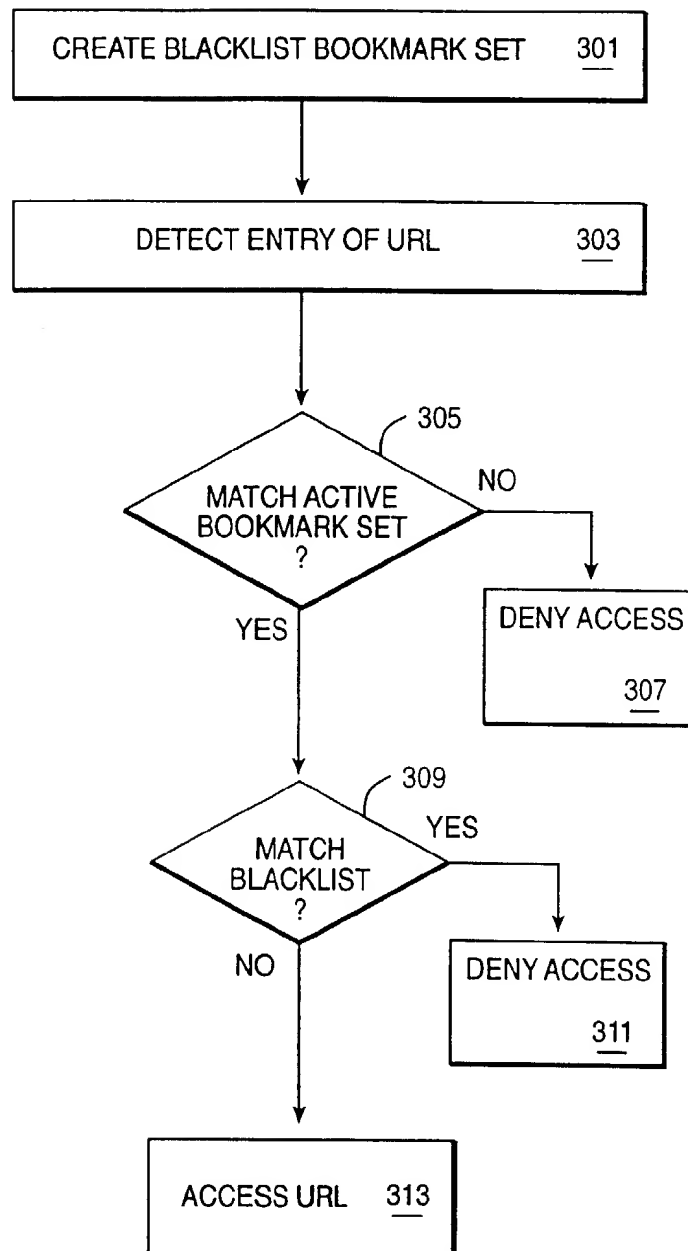 CREATE BLACKLIST BOOKMARK SET 301
DETECT ENTRY OF URL 303
305
MATCH ACTIVE
BOOKMARK SET
?
NO
YES
DENY ACCESS
307
309
MATCH
BLACKLIST
?
YES
NO
DENY ACCESS
311
ACCESS URL 313